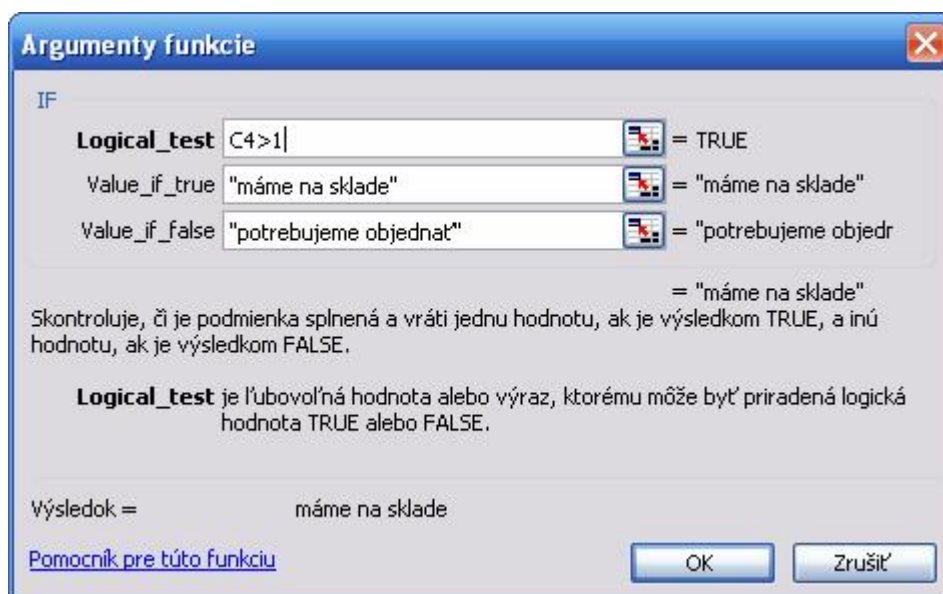 Argumenty funkcie
IF
Logical_test C4>1 = TRUE
Value_if_true "máme na sklade" = "máme na sklade"
Value_if_false "potrebujeme objednať" = "potrebujeme objedr
= "máme na sklade"
Skontroluje, či je podmienka splnená a vráti jednu hodnotu, ak je výsledkom TRUE, a inú
hodnotu, ak je výsledkom FALSE.
Logical_test je ľubovoľná hodnota alebo výraz, ktorému môže byť priradená logická
hodnota TRUE alebo FALSE.
Výsledok = máme na sklade
Pomocník pre túto funkciu OK Zrušiť